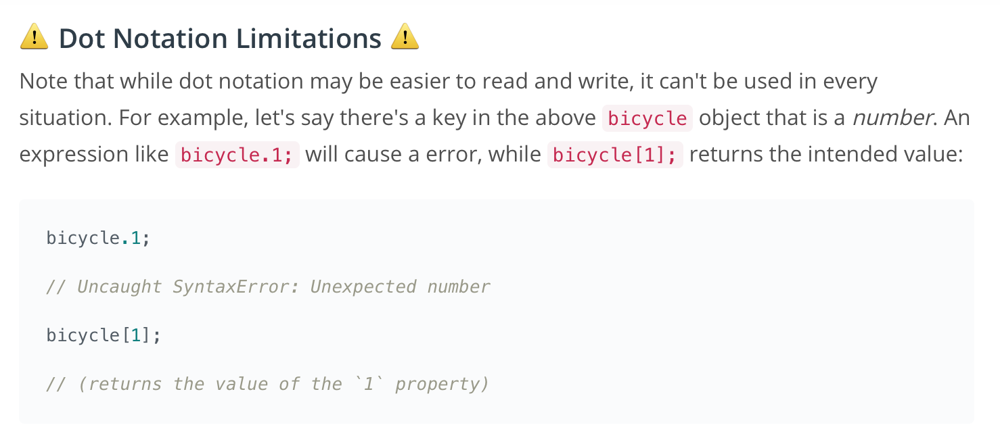 ⚠️ Dot Notation Limitations ⚠️
Note that while dot notation may be easier to read and write, it can't be used in every
situation. For example, let's say there's a key in the above bicycle object that is a number. An
expression like bicycle.1; will cause a error, while bicycle[1]; returns the intended value:
bicycle.1;
// Uncaught SyntaxError: Unexpected number
bicycle[1];
// (returns the value of the `1` property)